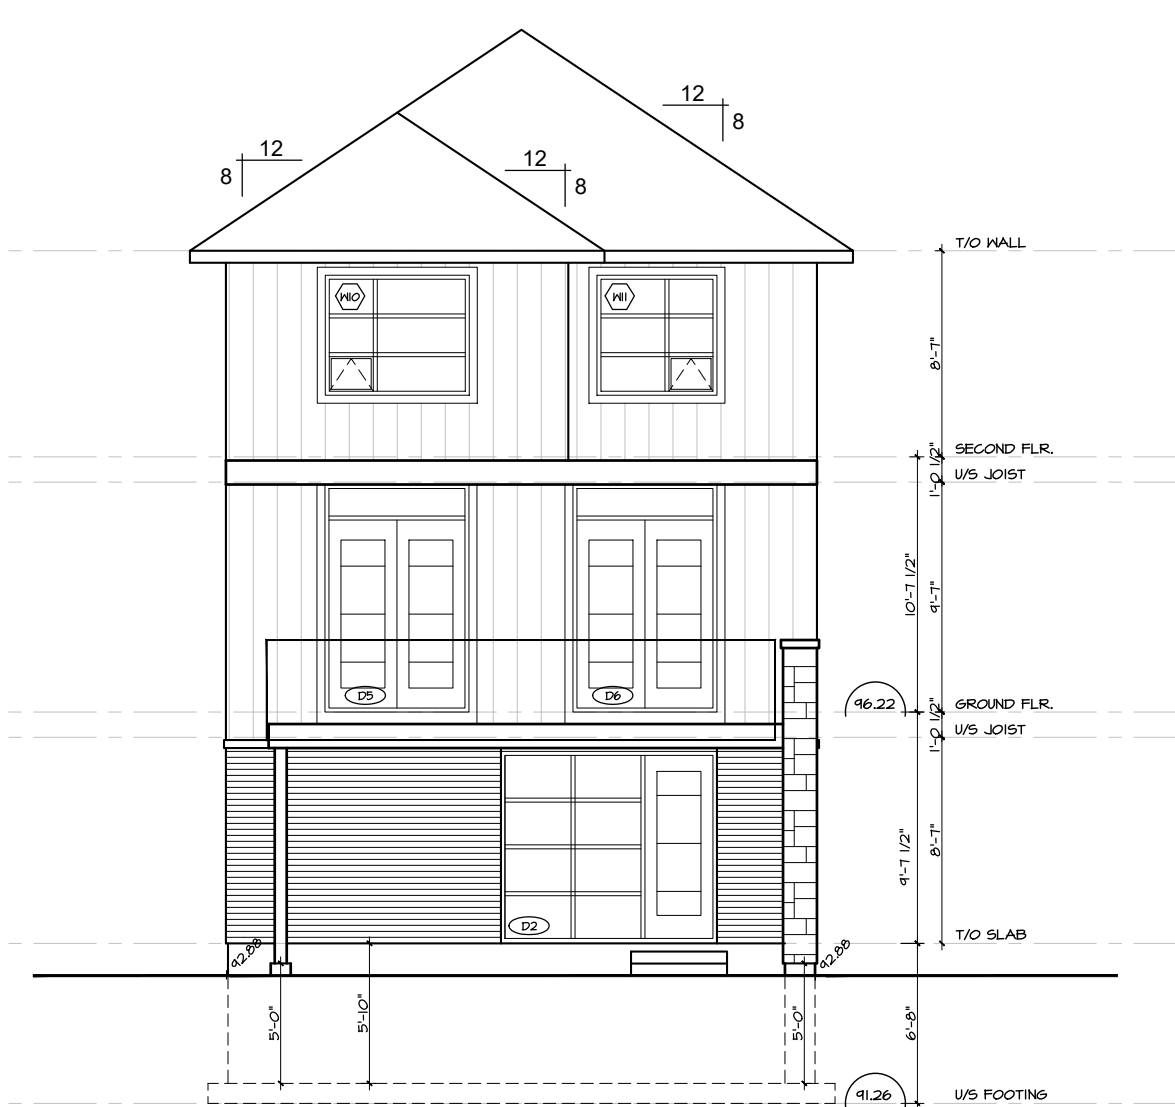 12
8
12
8
12
8
T/O WALL
W10
W11
8'-7"
SECOND FLR.
1'-0 1/2"
U/S JOIST
10'-7 1/2"
9'-7"
D5
D6
96.22
GROUND FLR.
1'-0 1/2"
U/S JOIST
9'-7 1/2"
8'-7"
D2
T/O SLAB
92.88
92.88
5'-0"
5'-10"
5'-0"
6'-8"
91.26
U/S FOOTING